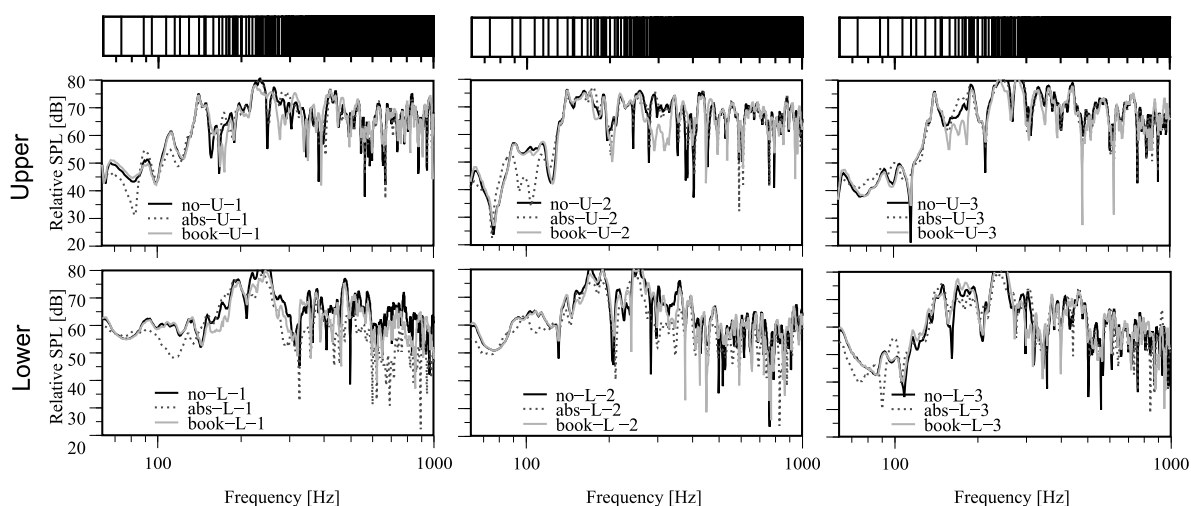 Upper
Relative SPL [dB]
80
70
60
50
40
30
20
no−U−1
abs−U−1
book−U−1
no−U−2
abs−U−2
book−U−2
no−U−3
abs−U−3
book−U−3
Lower
Relative SPL [dB]
80
70
60
50
40
30
20
no−L−1
abs−L−1
book−L−1
no−L−2
abs−L−2
book−L −2
no−L−3
abs−L−3
book−L−3
100 1000 100 1000 100 1000
Frequency [Hz] Frequency [Hz] Frequency [Hz]